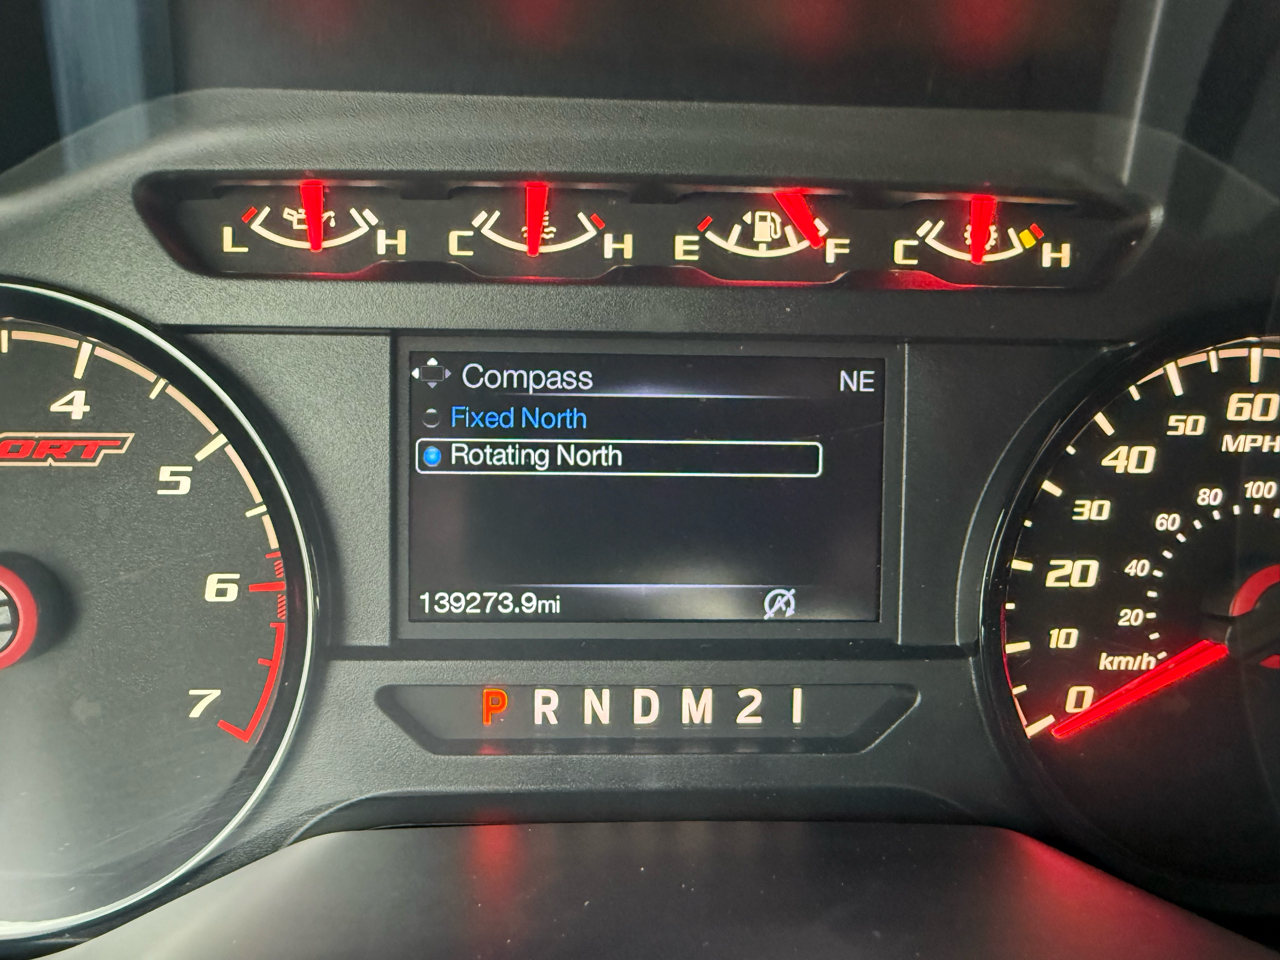 L H C H E F C H
Compass NE
Fixed North
Rotating North
139273.9mi
P R N D M 2 1
4
ORT
5
6
7
60
50
MPH
40
100
80
30
60
20
40
20
10
km/h
0